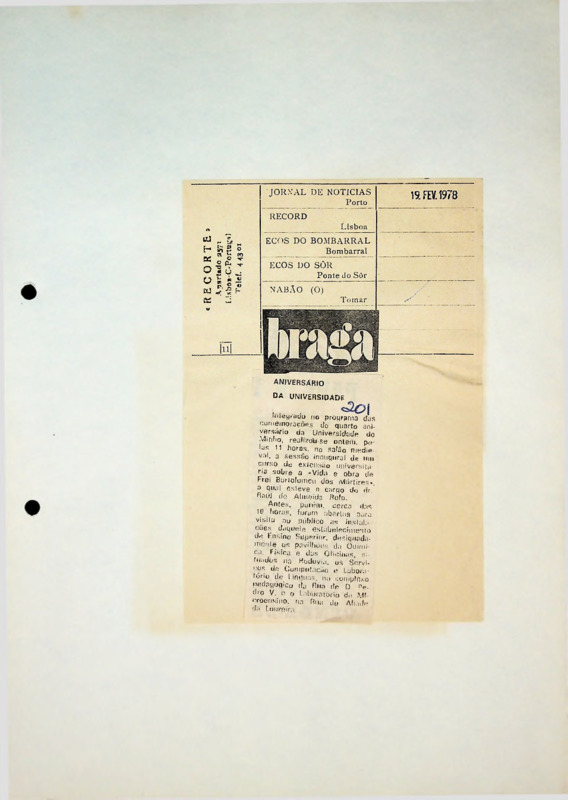 « RECORTE »
Apartado 2571
Lisboa-C-Portugal
Telef. 4 43 01
11
JORNAL DE NOTICIAS
Porto
RECORD
Lisboa
ECOS DO BOMBARRAL
Bombarral
ECOS DO SÔR
Ponte do Sôr
NABÃO (O)
Tomar
19. FEV. 1978
braga
ANIVERSÁRIO
DA UNIVERSIDADE
201
Integrado no programa das
comemorações do quarto ani-
versário da Universidade do
Minho, realizou-se ontem, pe-
las 11 horas, no salão medie-
val, a sessão inaugural de um
curso de extensão universitá-
ria sobre a «Vida e obra de
Frei Bartolomeu dos Mártires»,
a qual esteve a cargo do dr.
Raul de Almeida Rolo.
Antes, porém, cerca das
10 horas, foram abertas para
visita ao público as instala-
ções daquele estabelecimento
de Ensino Superior, designada-
mente os pavilhões da Quími-
ca, Física e das Oficinas, si-
tuados na Rodovia, os Servi-
ços de Computação e Labora-
tório de Línguas, no complexo
pedagógico da Rua de D. Pe-
dro V, e o Laboratório de Mi-
croensino, na Rua do Abade
da Loureira